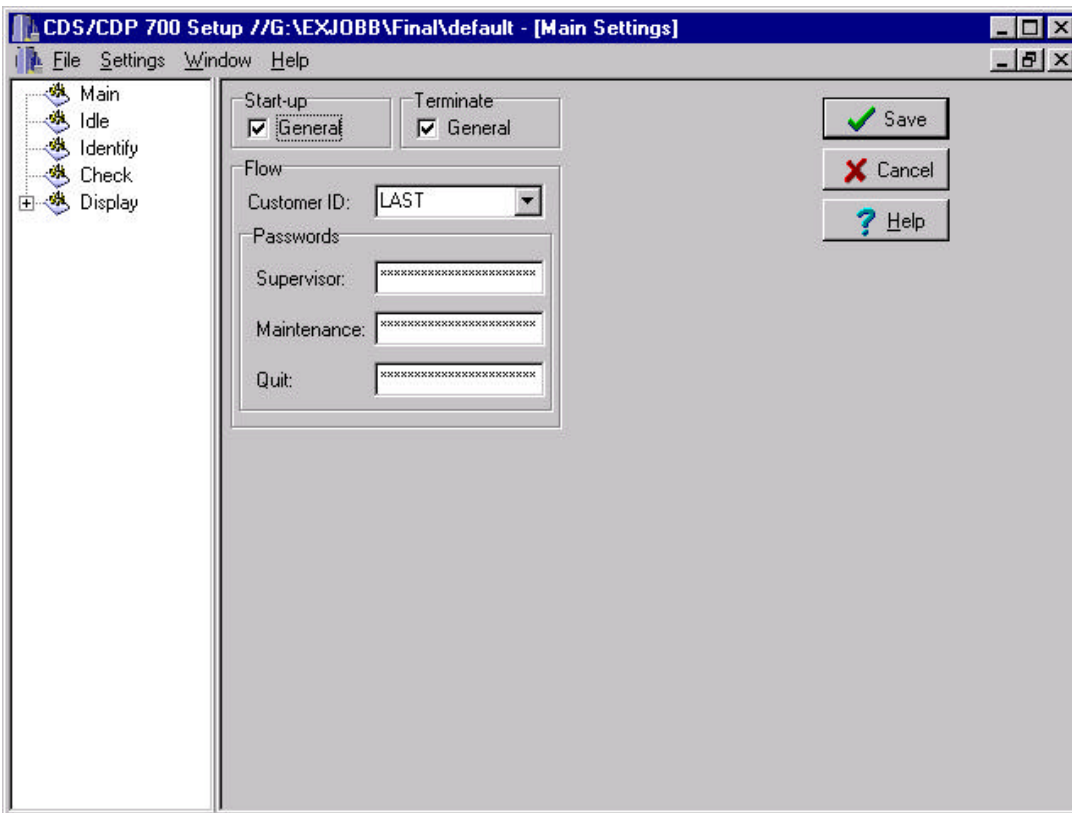 CDS/CDP 700 Setup //G:\EXJOBB\Final\default - [Main Settings]
File Settings Window Help
Main
Idle
Identify
Check
Display
Start-up
General
Terminate
General
Flow
Customer ID: LAST
Passwords
Supervisor: ***********************
Maintenance: ***********************
Quit: ***********************
Save
Cancel
Help